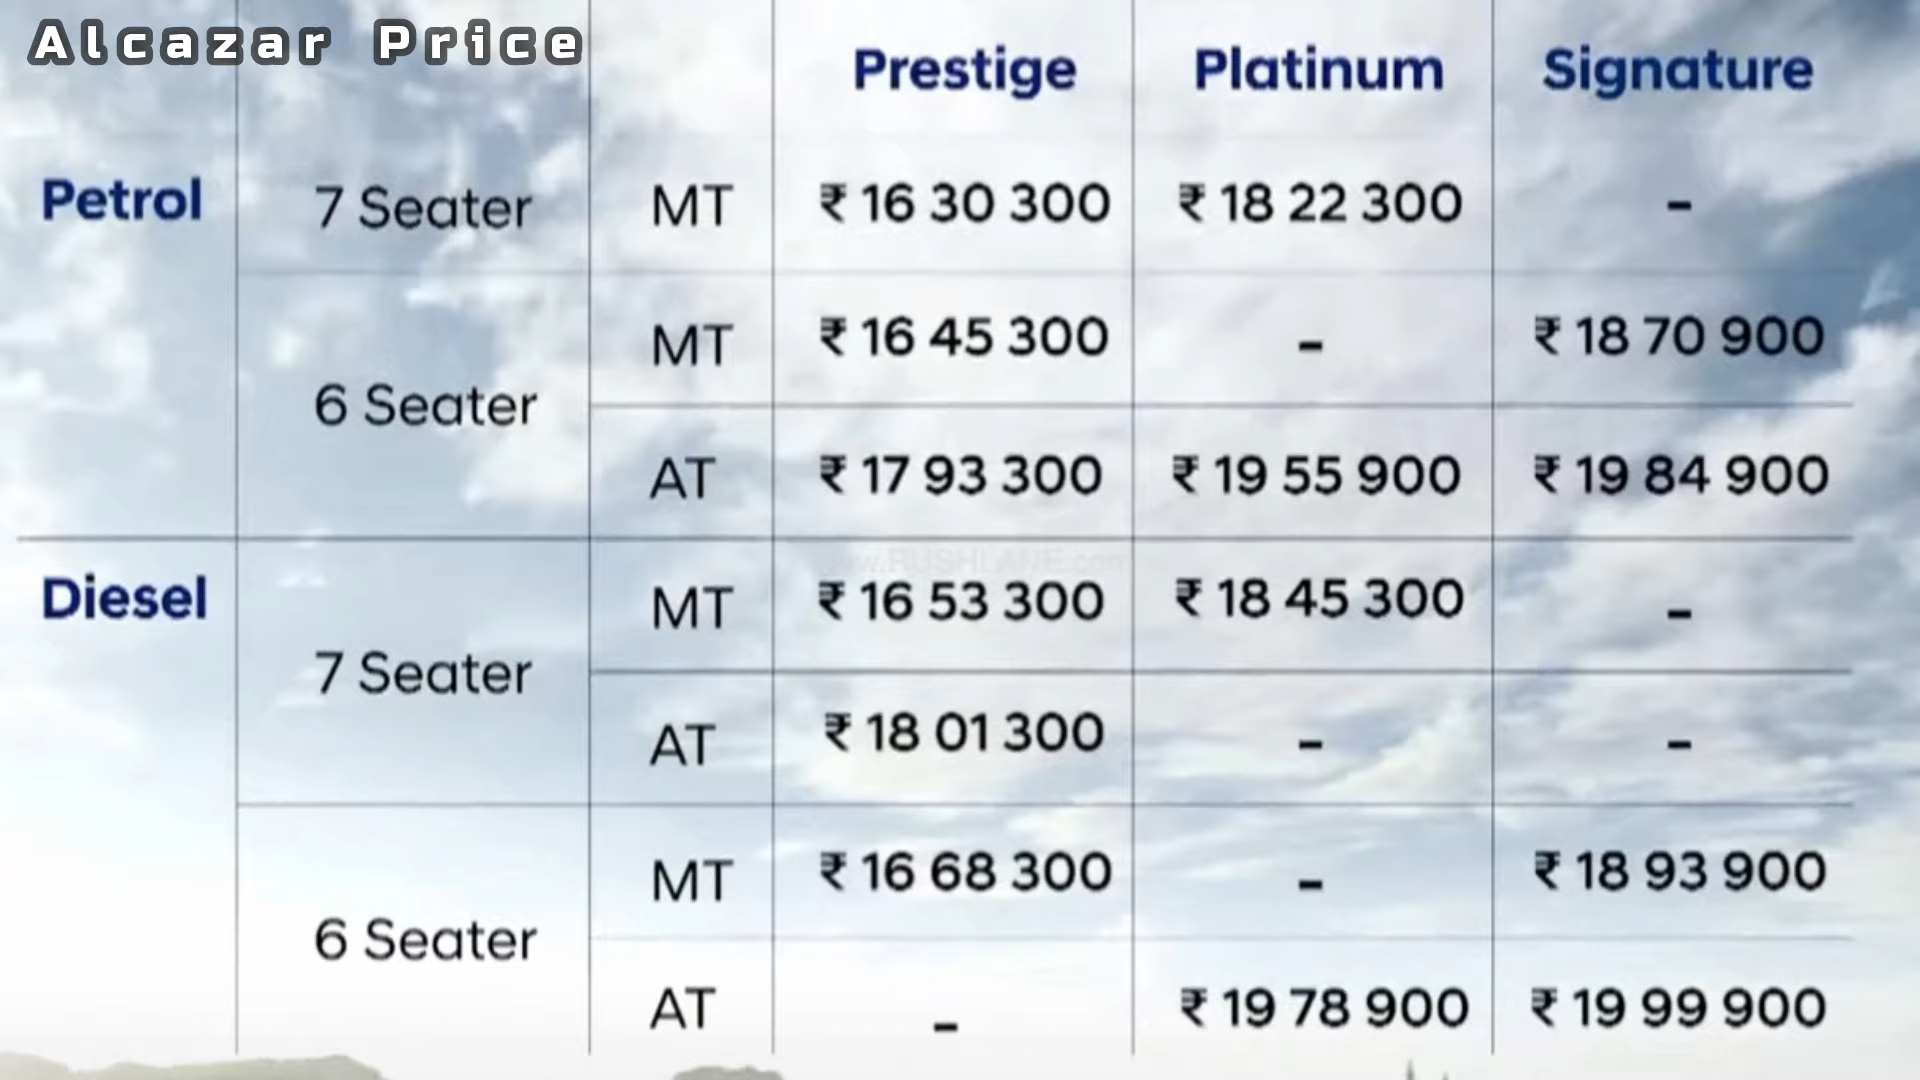 Alcazar Price
Prestige Platinum Signature
Petrol 7 Seater MT ₹ 16 30 300 ₹ 18 22 300 -
6 Seater MT ₹ 16 45 300 - ₹ 18 70 900
AT ₹ 17 93 300 ₹ 19 55 900 ₹ 19 84 900
www.RUSHLANE.com
Diesel 7 Seater MT ₹ 16 53 300 ₹ 18 45 300 -
AT ₹ 18 01 300 - -
6 Seater MT ₹ 16 68 300 - ₹ 18 93 900
AT - ₹ 19 78 900 ₹ 19 99 900